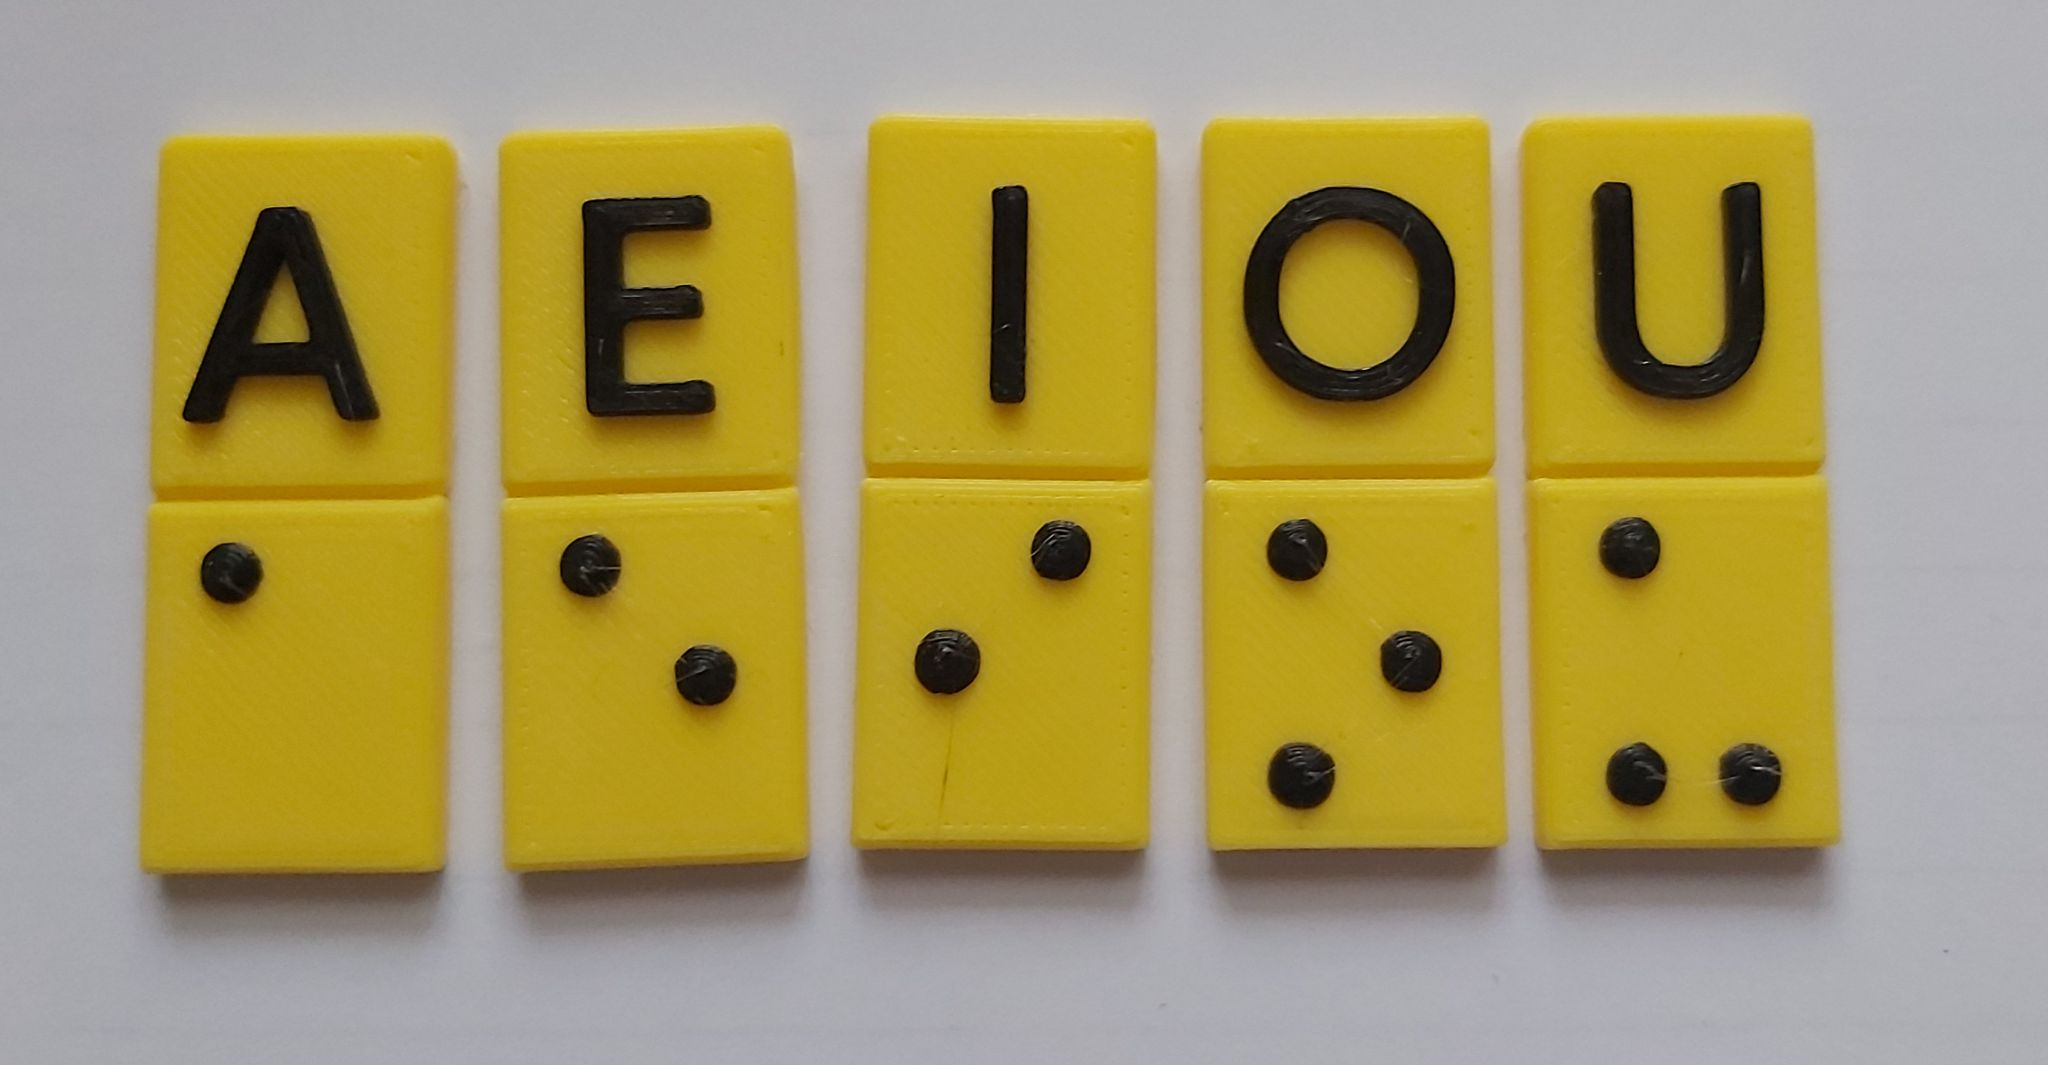 A E I O U
⠁ ⠑ ⠊ ⠕ ⠥